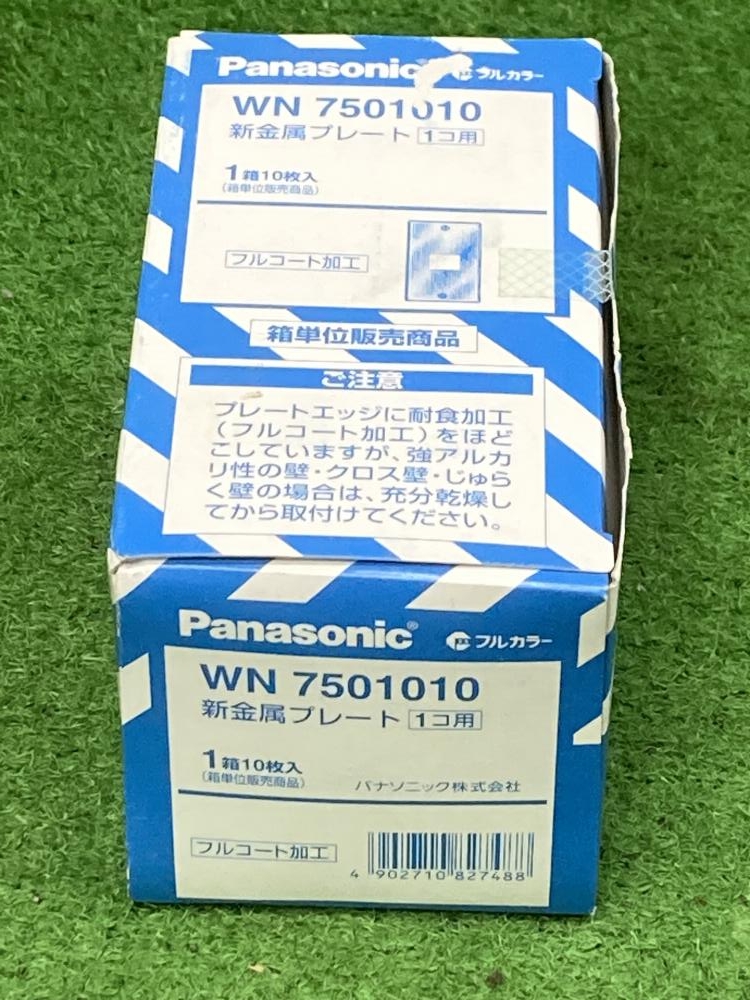 Panasonic フルカラー
WN 7501010
新金属プレート 1コ用
1箱10枚入
(箱単位販売商品)
フルコート加工
箱単位販売商品
ご注意
プレートエッジに耐食加工
(フルコート加工)をほど
こしていますが、強アルカ
リ性の壁・クロス壁・じゅら
く壁の場合は、充分乾燥し
てから取付けてください。
Panasonic® フルカラー
WN 7501010
新金属プレート 1コ用
1箱10枚入
(箱単位販売商品) パナソニック株式会社
フルコート加工
4 902710 827488